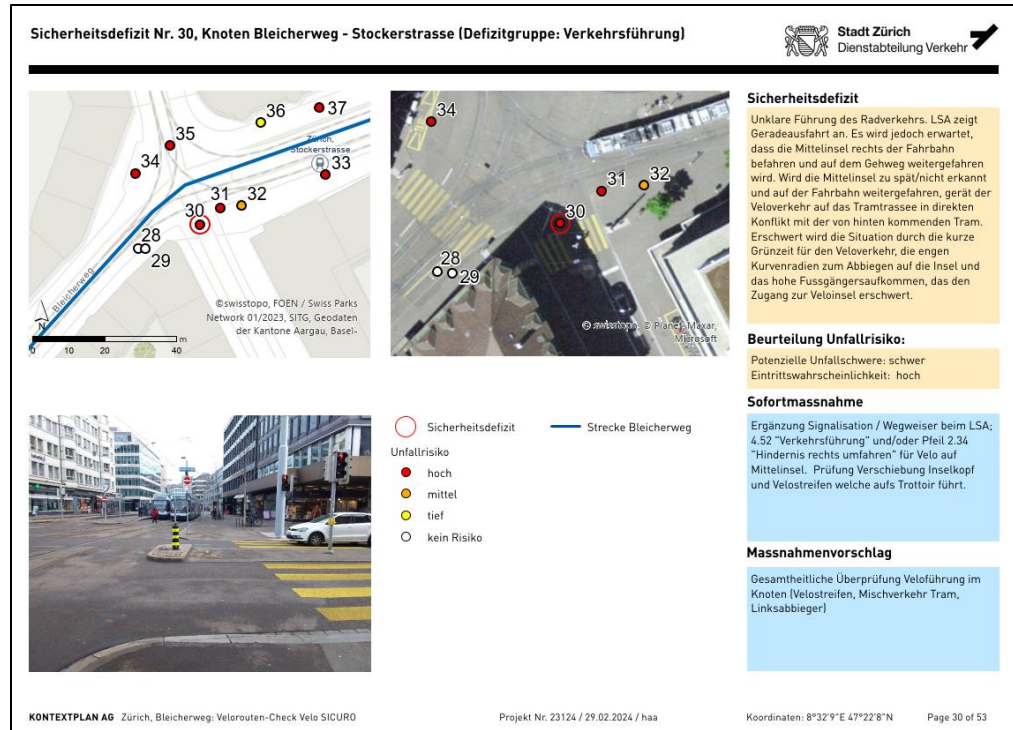 Sicherheitsdefizit Nr. 30, Knoten Bleicherweg - Stockerstrasse (Defizitgruppe: Verkehrsführung)
Stadt Zürich
Dienstabteilung Verkehr
36
37
35
Zürich,
Stockerstrasse
34
33
31
32
30
28
29
Bleicherweg
©swisstopo, FOEN / Swiss Parks
Network 01/2023, SITG, Geodaten
der Kantone Aargau, Basel-
N
m
0 10 20 40
34
31
32
30
28
29
© swisstopo, © Planet, Maxar,
Microsoft
Sicherheitsdefizit
Unklare Führung des Radverkehrs. LSA zeigt
Geradeausfahrt an. Es wird jedoch erwartet,
dass die Mittelinsel rechts der Fahrbahn
befahren und auf dem Gehweg weitergefahren
wird. Wird die Mittelinsel zu spät/nicht erkannt
und auf der Fahrbahn weitergefahren, gerät der
Veloverkehr auf das Tramtrassee in direkten
Konflikt mit der von hinten kommenden Tram.
Erschwert wird die Situation durch die kurze
Grünzeit für den Veloverkehr, die engen
Kurvenradien zum Abbiegen auf die Insel und
das hohe Fussgängersaufkommen, das den
Zugang zur Veloinsel erschwert.
Beurteilung Unfallrisiko:
Potenzielle Unfallschwere: schwer
Eintrittswahrscheinlichkeit: hoch
Sofortmassnahme
Ergänzung Signalisation / Wegweiser beim LSA;
4.52 "Verkehrsführung" und/oder Pfeil 2.34
"Hindernis rechts umfahren" für Velo auf
Mittelinsel. Prüfung Verschiebung Inselkopf
und Velostreifen welche aufs Trottoir führt.
Massnahmenvorschlag
Gesamtheitliche Überprüfung Veloführung im
Knoten (Velostreifen, Mischverkehr Tram,
Linksabbieger)
Sicherheitsdefizit
Strecke Bleicherweg
Unfallrisiko
hoch
mittel
tief
kein Risiko
KONTEXTPLAN AG Zürich, Bleicherweg: Velorouten-Check Velo SICURO
Projekt Nr. 23124 / 29.02.2024 / haa
Koordinaten: 8°32'9"E 47°22'8"N
Page 30 of 53